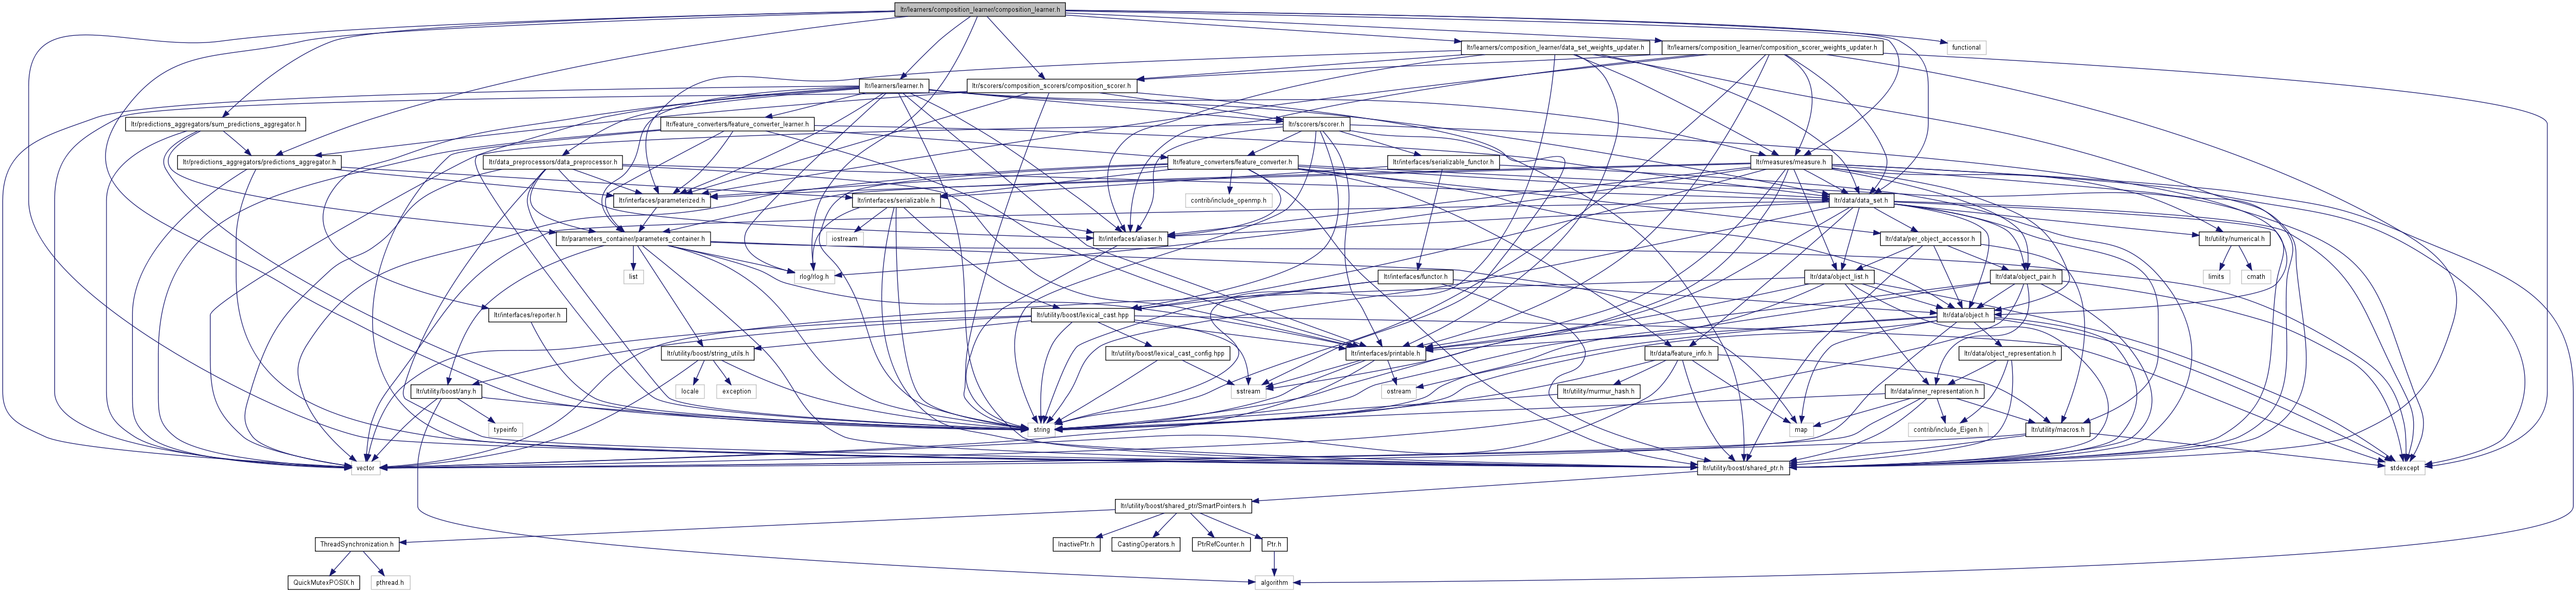 ltr/learners/composition_learner/composition_learner.h
ltr/learners/composition_learner/data_set_weights_updater.h
ltr/learners/composition_learner/composition_scorer_weights_updater.h
functional
ltr/learners/learner.h
ltr/scorers/composition_scorers/composition_scorer.h
ltr/predictions_aggregators/sum_predictions_aggregator.h
ltr/feature_converters/feature_converter_learner.h
ltr/scorers/scorer.h
ltr/predictions_aggregators/predictions_aggregator.h
ltr/data_preprocessors/data_preprocessor.h
ltr/feature_converters/feature_converter.h
ltr/interfaces/serializable_functor.h
ltr/measures/measure.h
ltr/interfaces/parameterized.h
ltr/interfaces/serializable.h
contrib/include_openmp.h
ltr/data/data_set.h
ltr/parameters_container/parameters_container.h
iostream
ltr/interfaces/aliaser.h
ltr/data/per_object_accessor.h
ltr/utility/numerical.h
list
rlog/rlog.h
ltr/interfaces/functor.h
ltr/data/object_list.h
ltr/data/object_pair.h
limits
cmath
ltr/interfaces/reporter.h
ltr/utility/boost/lexical_cast.hpp
ltr/data/object.h
ltr/utility/boost/string_utils.h
ltr/utility/boost/lexical_cast_config.hpp
ltr/interfaces/printable.h
ltr/data/feature_info.h
ltr/data/object_representation.h
ltr/utility/boost/any.h
locale
exception
sstream
ostream
ltr/utility/murmur_hash.h
ltr/data/inner_representation.h
typeinfo
string
map
contrib/include_Eigen.h
ltr/utility/macros.h
vector
ltr/utility/boost/shared_ptr.h
stdexcept
ltr/utility/boost/shared_ptr/SmartPointers.h
ThreadSynchronization.h
InactivePtr.h
CastingOperators.h
PtrRefCounter.h
Ptr.h
QuickMutexPOSIX.h
pthread.h
algorithm